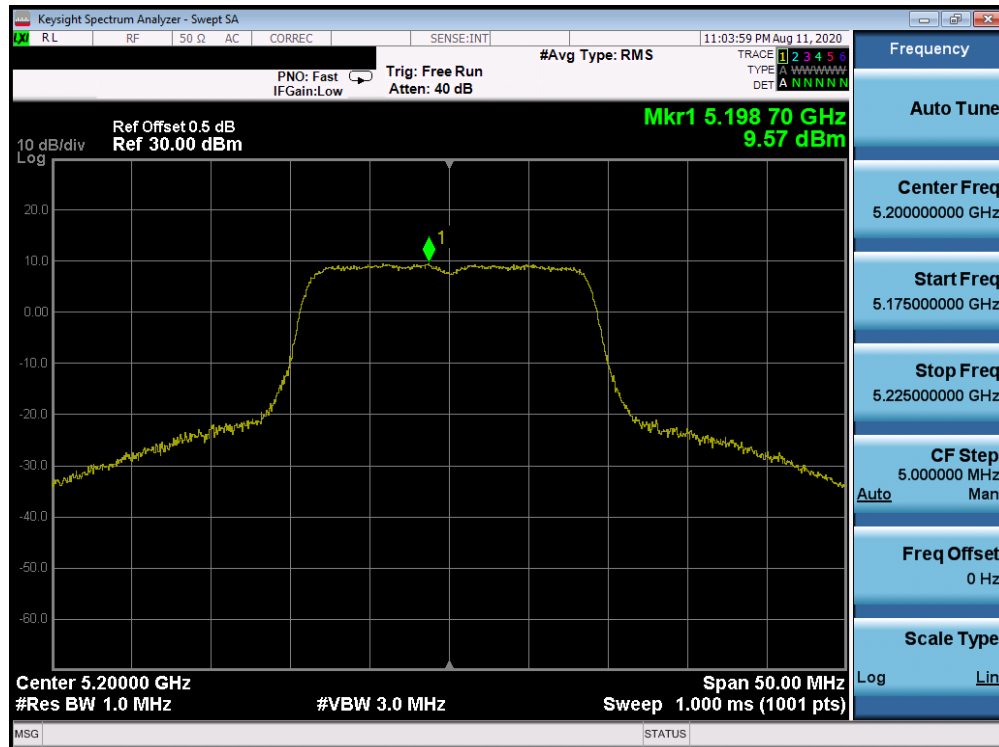 Keysight Spectrum Analyzer - Swept SA
LXI RL RF 50 Ω AC CORREC SENSE:INT 11:03:59 PM Aug 11, 2020
#Avg Type: RMS TRACE 1 2 3 4 5 6
PNO: Fast Trig: Free Run TYPE A WWWWW
IFGain:Low Atten: 40 dB DET A N N N N N
Mkr1 5.198 70 GHz
9.57 dBm
Ref Offset 0.5 dB
10 dB/div Ref 30.00 dBm
Log
20.0
1
10.0
0.00
-10.0
-20.0
-30.0
-40.0
-50.0
-60.0
Center 5.20000 GHz Span 50.00 MHz
#Res BW 1.0 MHz #VBW 3.0 MHz Sweep 1.000 ms (1001 pts)
MSG STATUS
Frequency
Auto Tune
Center Freq
5.200000000 GHz
Start Freq
5.175000000 GHz
Stop Freq
5.225000000 GHz
CF Step
5.000000 MHz
Auto Man
Freq Offset
0 Hz
Scale Type
Log Lin